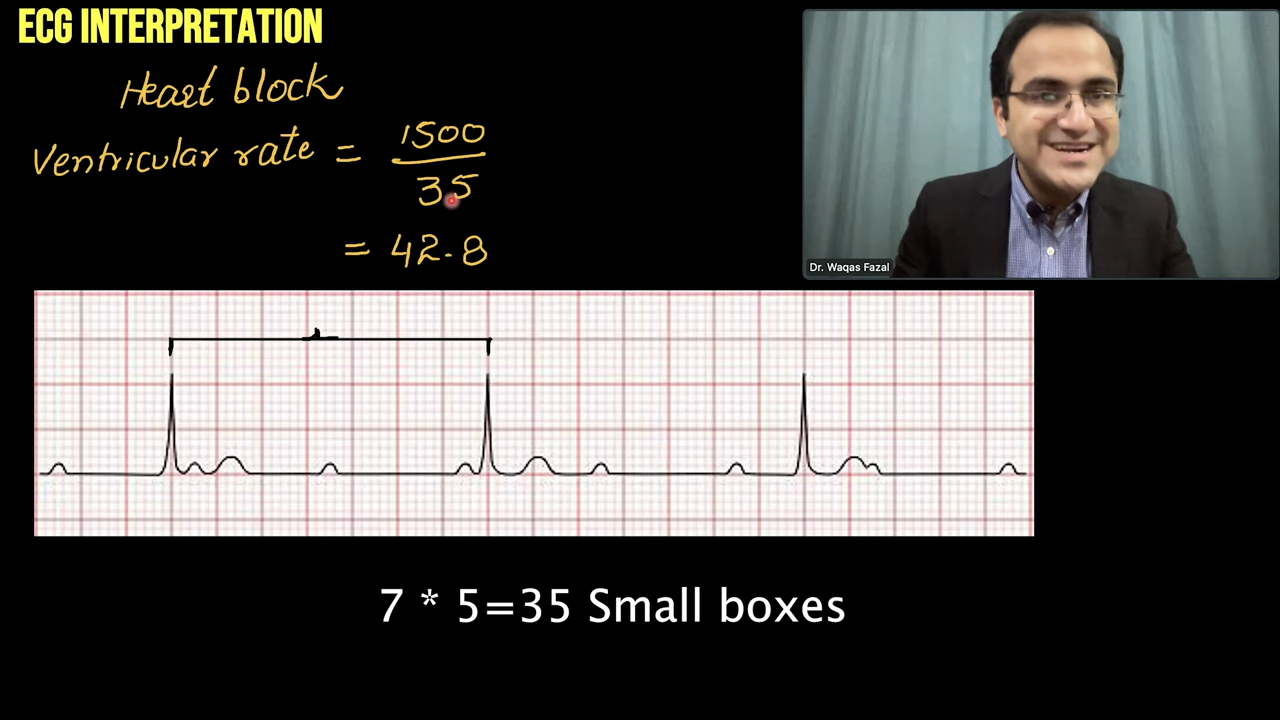 ECG INTERPRETATION
Heart block
Ventricular rate = 1500
35
= 42.8
Dr. Waqas Fazal
7 * 5=35 Small boxes